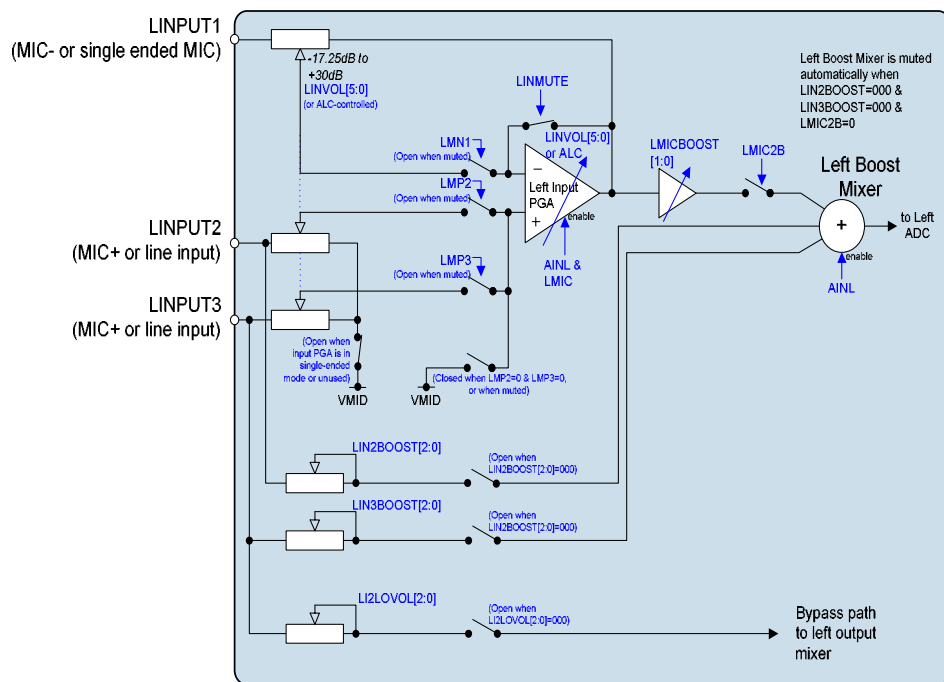 LINPUT1
(MIC- or single ended MIC)
-17.25dB to
+30dB
LINVOL[5:0]
(or ALC-controlled)
LINMUTE
LINVOL[5:0]
or ALC
LMN1
(Open when muted)
LMP2
(Open when muted)
−
Left Input
PGA
+
enable
AINL &
LMIC
LMICBOOST
[1:0]
LMIC2B
Left Boost Mixer is muted
automatically when
LIN2BOOST=000 &
LIN3BOOST=000 &
LMIC2B=0
Left Boost
Mixer
+
enable
AINL
to Left
ADC
LINPUT2
(MIC+ or line input)
LMP3
(Open when muted)
LINPUT3
(MIC+ or line input)
(Open when
input PGA is in
single-ended
mode or unused)
VMID
(Closed when LMP2=0 & LMP3=0,
or when muted)
VMID
LIN2BOOST[2:0]
(Open when
LIN2BOOST[2:0]=000)
LIN3BOOST[2:0]
(Open when
LIN2BOOST[2:0]=000)
LI2LOVOL[2:0]
(Open when
LI2LOVOL[2:0]=000)
Bypass path
to left output
mixer